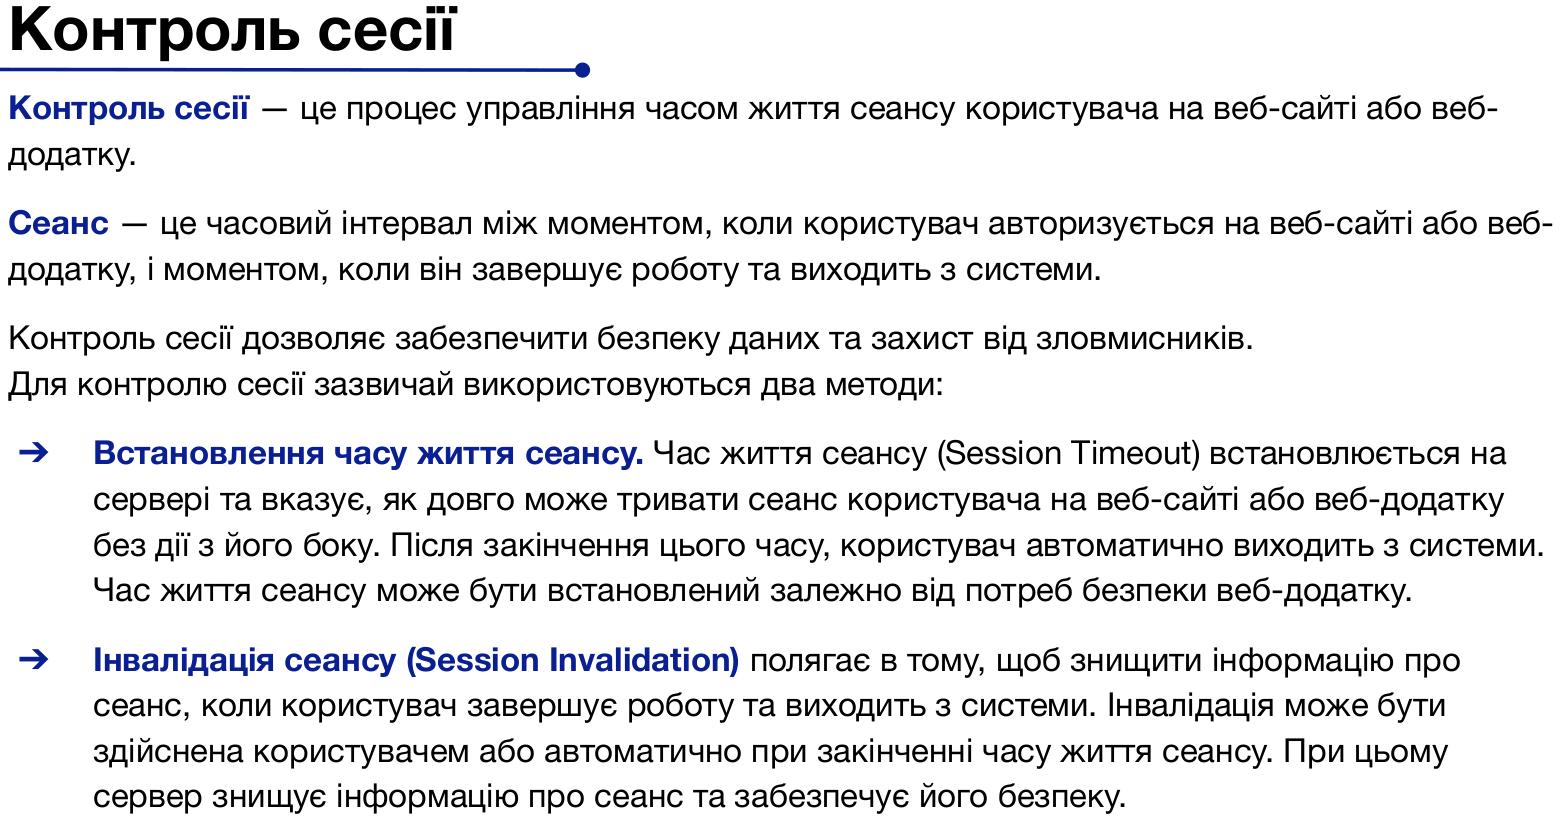 Контроль сесії
Контроль сесії — це процес управління часом життя сеансу користувача на веб-сайті або веб-
додатку.
Сеанс — це часовий інтервал між моментом, коли користувач авторизується на веб-сайті або веб-
додатку, і моментом, коли він завершує роботу та виходить з системи.
Контроль сесії дозволяє забезпечити безпеку даних та захист від зловмисників.
Для контролю сесії зазвичай використовуються два методи:
➔ Встановлення часу життя сеансу. Час життя сеансу (Session Timeout) встановлюється на
сервері та вказує, як довго може тривати сеанс користувача на веб-сайті або веб-додатку
без дії з його боку. Після закінчення цього часу, користувач автоматично виходить з системи.
Час життя сеансу може бути встановлений залежно від потреб безпеки веб-додатку.
➔ Інвалідація сеансу (Session Invalidation) полягає в тому, щоб знищити інформацію про
сеанс, коли користувач завершує роботу та виходить з системи. Інвалідація може бути
здійснена користувачем або автоматично при закінченні часу життя сеансу. При цьому
сервер знищує інформацію про сеанс та забезпечує його безпеку.